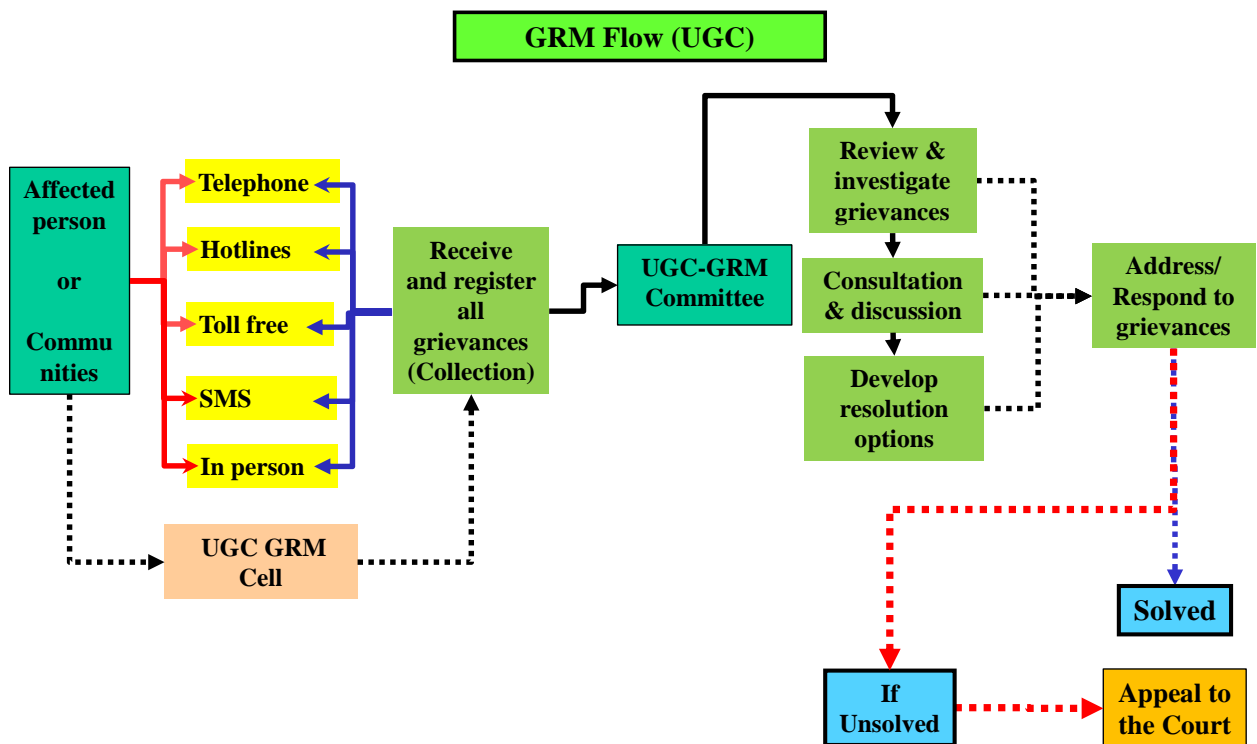 GRM Flow (UGC)
Affected
person
or
Commu
nities
Telephone
Hotlines
Toll free
SMS
In person
UGC GRM
Cell
Receive
and register
all
grievances
(Collection)
UGC-GRM
Committee
Review &
investigate
grievances
Consultation
& discussion
Develop
resolution
options
Address/
Respond to
grievances
Solved
If
Unsolved
Appeal to
the Court